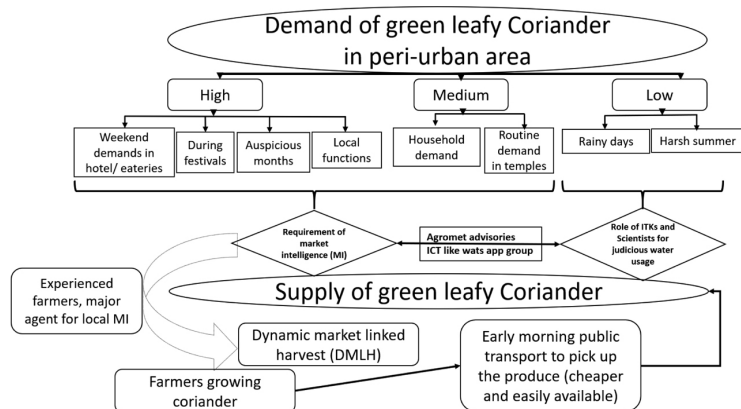 Demand of green leafy Coriander
in peri-urban area
High
Medium
Low
Weekend
demands in
hotel/ eateries
During
festivals
Auspicious
months
Local
functions
Household
demand
Routine
demand
in temples
Rainy days
Harsh summer
Requirement of
market
intelligence (MI)
Agromet advisories
ICT like wats app group
Role of ITKs and
Scientists for
judicious water
usage
Experienced
farmers, major
agent for local MI
Supply of green leafy Coriander
Dynamic market linked
harvest (DMLH)
Early morning public
transport to pick up
the produce (cheaper
and easily available)
Farmers growing
coriander